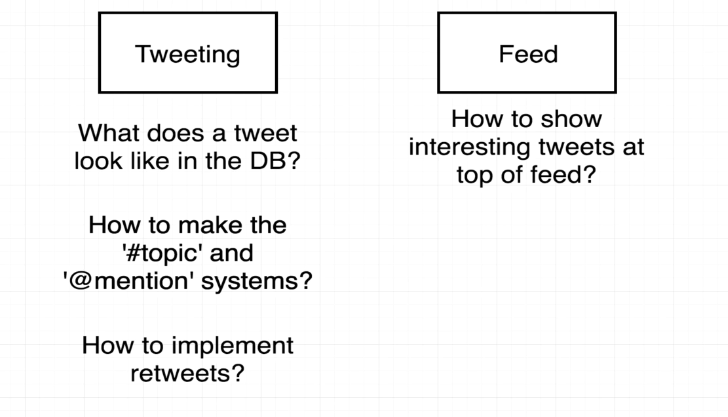 Tweeting
What does a tweet
look like in the DB?
How to make the
'#topic' and
'@mention' systems?
How to implement
retweets?
Feed
How to show
interesting tweets at
top of feed?